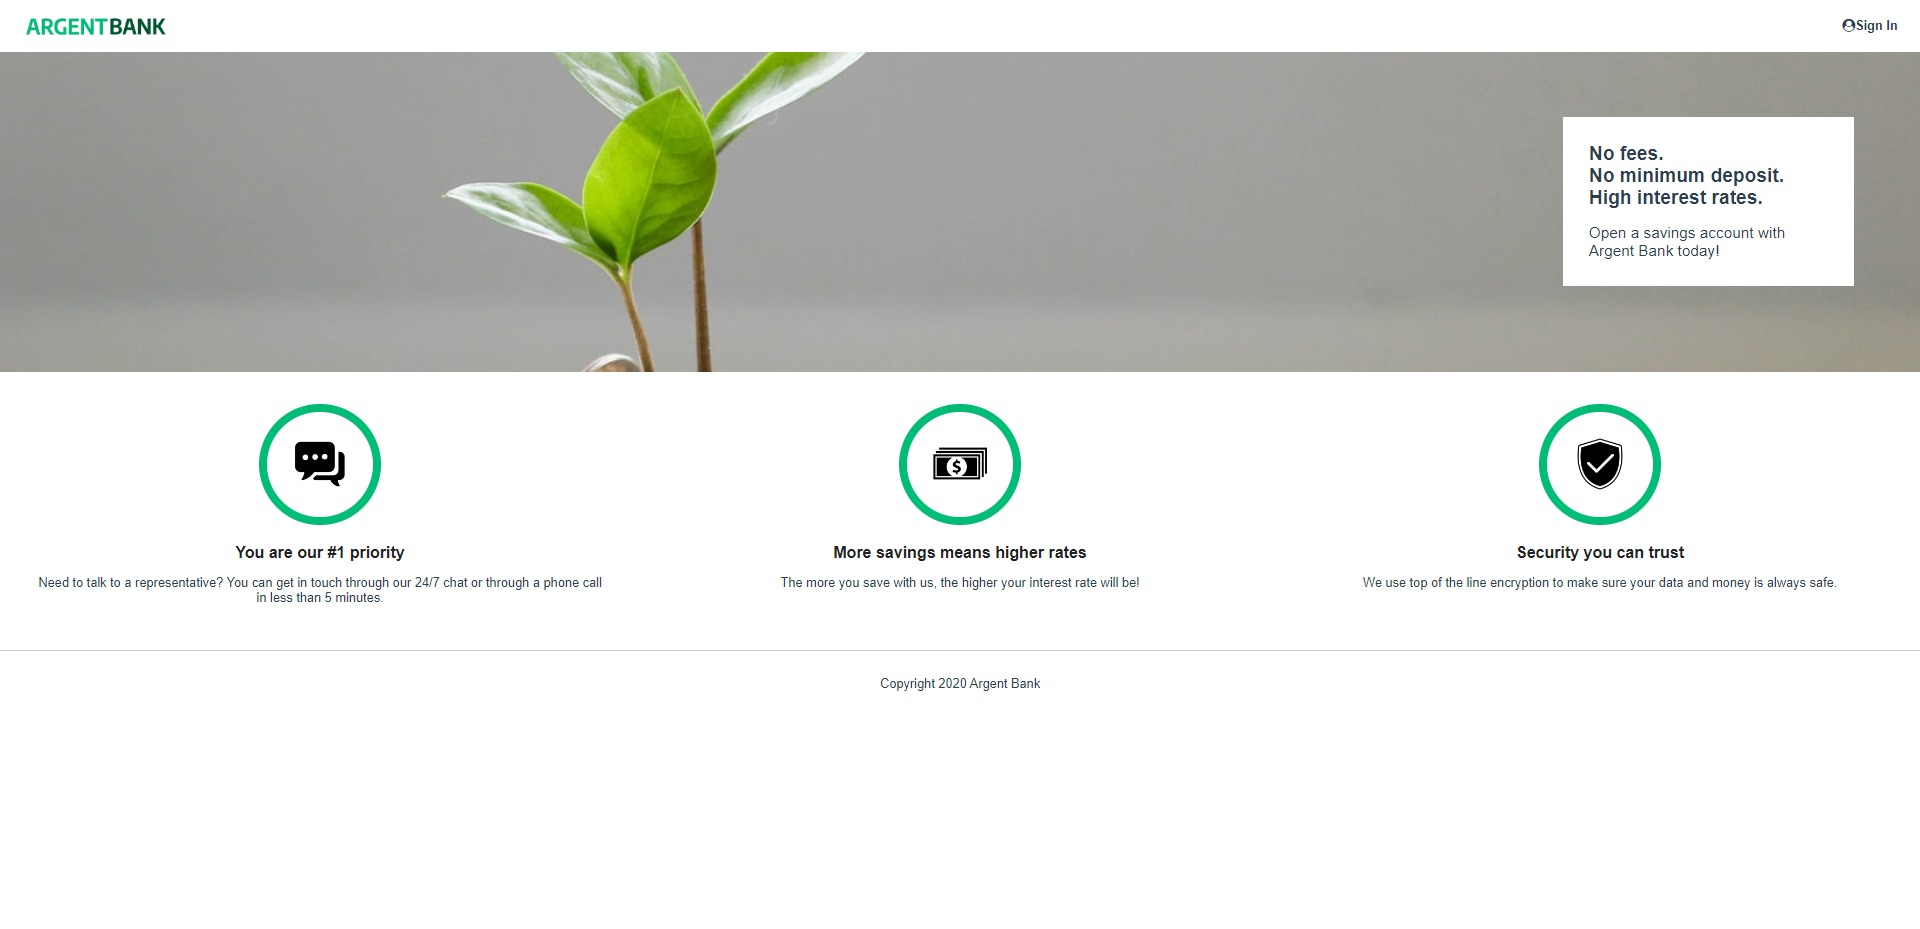 ARGENTBANK
Sign In
No fees.
No minimum deposit.
High interest rates.
Open a savings account with
Argent Bank today!
$
You are our #1 priority
Need to talk to a representative? You can get in touch through our 24/7 chat or through a phone call
in less than 5 minutes.
More savings means higher rates
The more you save with us, the higher your interest rate will be!
Security you can trust
We use top of the line encryption to make sure your data and money is always safe.
Copyright 2020 Argent Bank